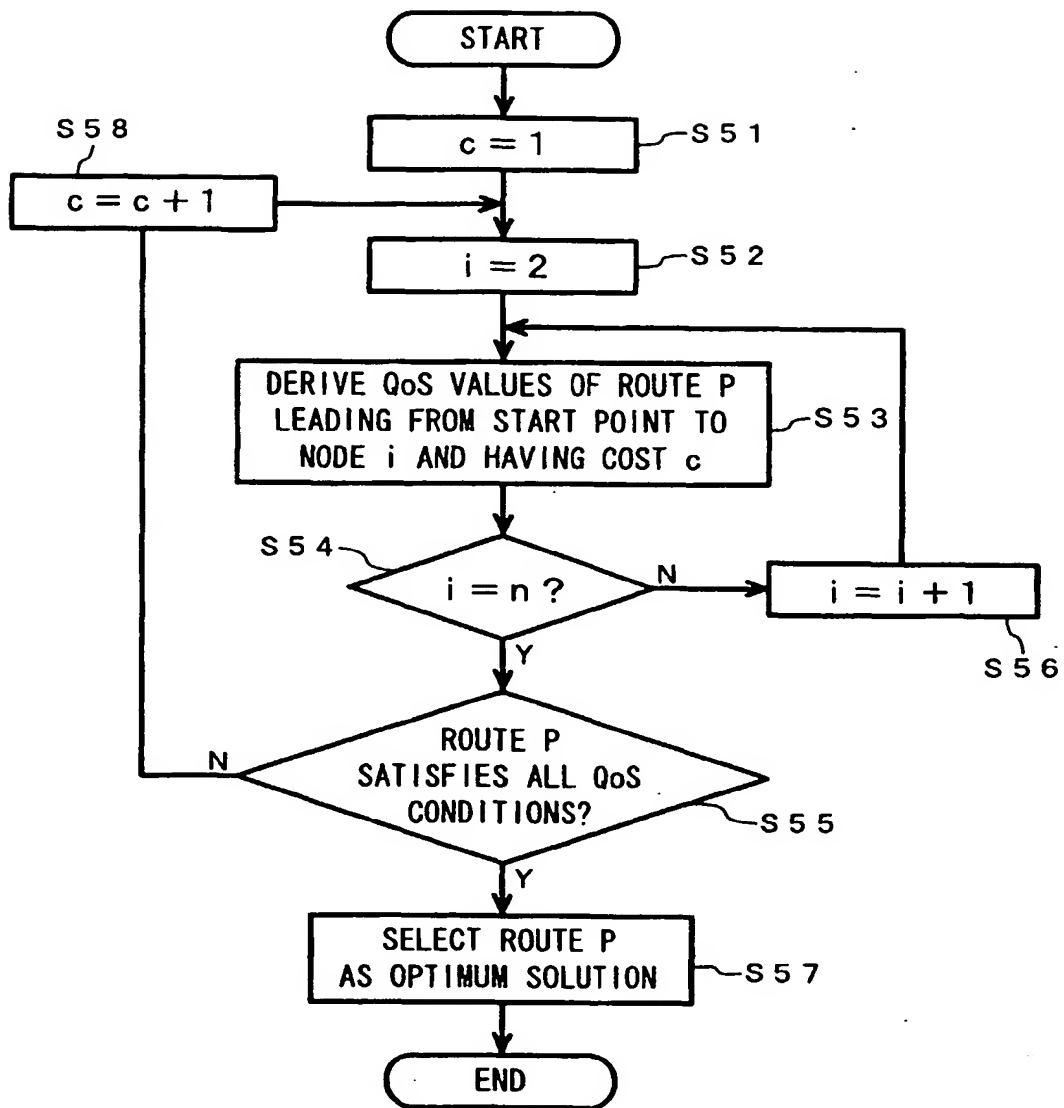 START
S58
c = 1
S51
c = c + 1
i = 2
S52
DERIVE QoS VALUES OF ROUTE P
LEADING FROM START POINT TO
NODE i AND HAVING COST c
S53
S54
i = n ?
N
i = i + 1
Y
S56
ROUTE P
SATISFIES ALL QoS
CONDITIONS?
N
S55
Y
SELECT ROUTE P
AS OPTIMUM SOLUTION
S57
END